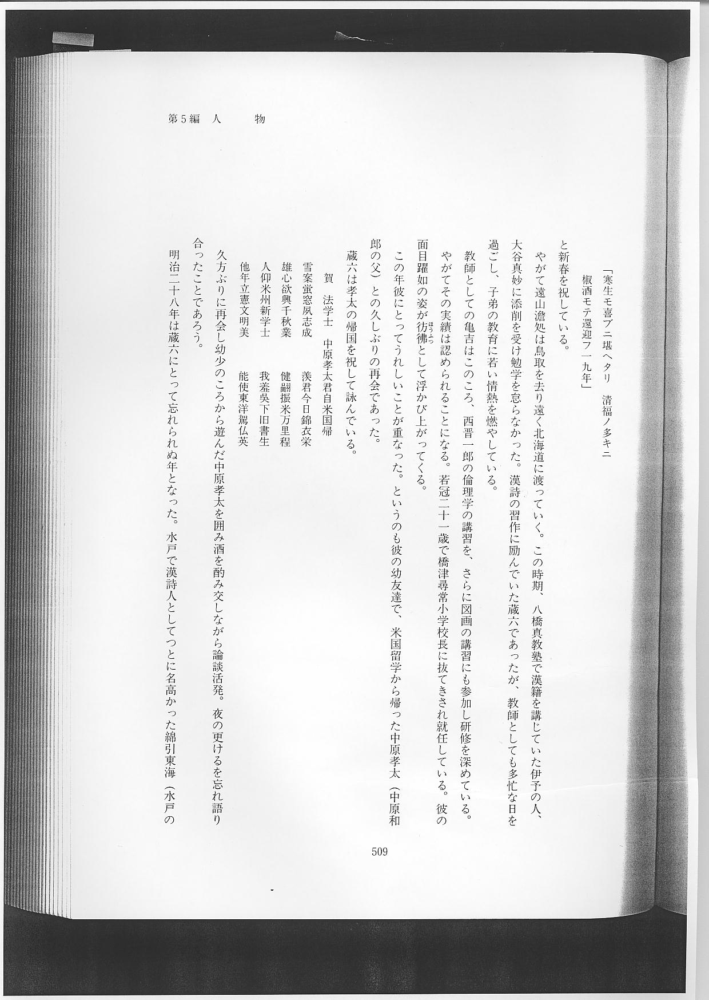 第5編　人　　物
「寒生モ喜ブニ堪ヘタリ　清福ノ多キニ
椒酒モテ還迎フ一九年」
と新春を祝している。
やがて遠山澹処は鳥取を去り遠く北海道に渡っていく。この時期、八橋真教塾で漢籍を講じていた伊予の人、
大谷真妙に添削を受け勉学を怠らなかった。漢詩の習作に励んでいた蔵六であったが、教師としても多忙な日を
過ごし、子弟の教育に若い情熱を燃やしている。
教師としての亀吉はこのころ、西晋一郎の倫理学の講習を、さらに図画の講習にも参加し研修を深めている。
やがてその実績は認められることになる。若冠二十一歳で橋津尋常小学校長に抜てきされ就任している。彼の
面目躍如の姿が彷彿ほうふつとして浮かび上がってくる。
この年彼にとってうれしいことが重なった。というのも彼の幼友達で、米国留学から帰った中原孝太（中原和
郎の父）との久しぶりの再会であった。
蔵六は孝太の帰国を祝して詠んでいる。
賀　法学士　中原孝太君自米国帰
雪案蛍窓夙志成　　羨君今日錦衣栄
雄心欲興千秋業　　健翮振米万里程
人仰米州新学士　　我羞呉下旧書生
他年立憲文明美　　能使東洋駕仏英
久方ぶりに再会し幼少のころから遊んだ中原孝太を囲み酒を酌み交しながら論談活発。夜の更けるを忘れ語り
合ったことであろう。
明治二十八年は蔵六にとって忘れられぬ年となった。水戸で漢詩人としてつとに名高かった綿引東海（水戸の
509